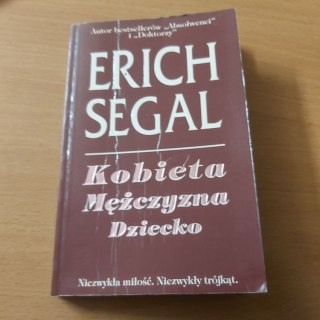 Autor bestsellerów „Absolwenci"
i „Doktorzy"
ERICH
SEGAL
Kobieta
Mężczyzna
Dziecko
Niezwykła miłość. Niezwykły trójkąt.